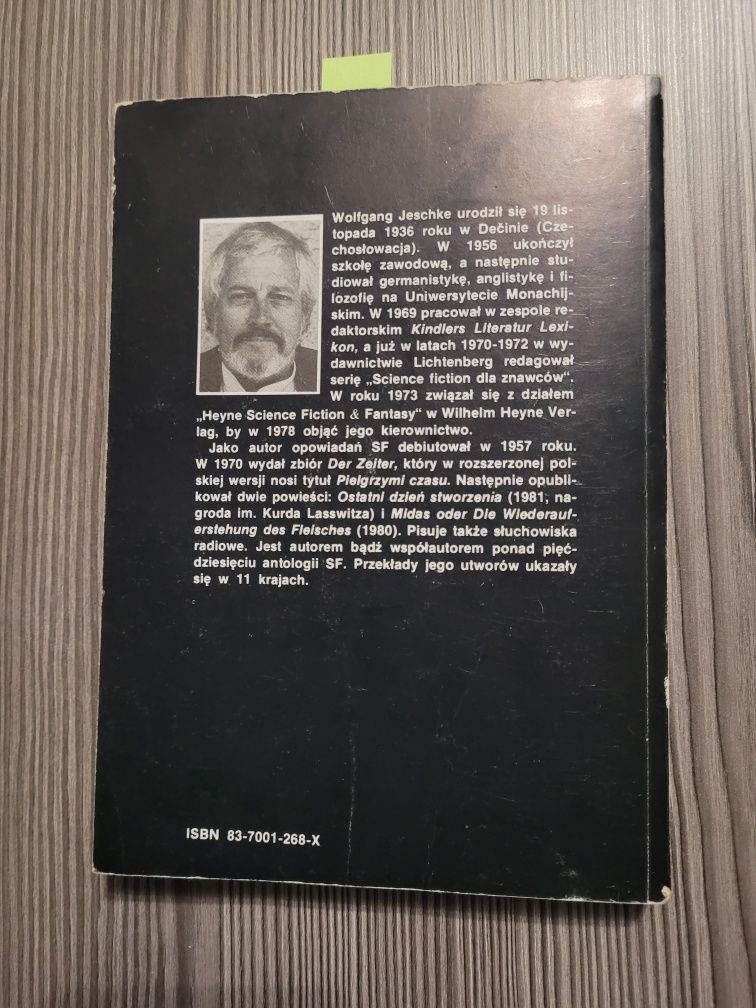 Wolfgang Jeschke urodził się 19 lis-
topada 1936 roku w Dečinie (Cze-
chosłowacja). W 1956 ukończył
szkołę zawodową, a następnie stu-
diował germanistykę, anglistykę i fi-
lozofię na Uniwersytecie Monachij-
skim. W 1969 pracował w zespole re-
daktorskim Kindlers Literatur Lexi-
kon, a już w latach 1970-1972 w wy-
dawnictwie Lichtenberg redagował
serię „Science fiction dla znawców“.
W roku 1973 związał się z działem
„Heyne Science Fiction & Fantasy“ w Wilhelm Heyne Ver-
lag, by w 1978 objąć jego kierownictwo.
Jako autor opowiadań SF debiutował w 1957 roku.
W 1970 wydał zbiór Der Zeiter, który w rozszerzonej pol-
skiej wersji nosi tytuł Pielgrzymi czasu. Następnie opubli-
kował dwie powieści: Ostatni dzień stworzenia (1981, na-
groda im. Kurda Lasswitza) i Midas oder Die Wiederauf-
erstehung des Fleisches (1980). Pisuje także słuchowiska
radiowe. Jest autorem bądź współautorem ponad pięć-
dziesięciu antologii SF. Przekłady jego utworów ukazały
się w 11 krajach.
ISBN 83-7001-268-X